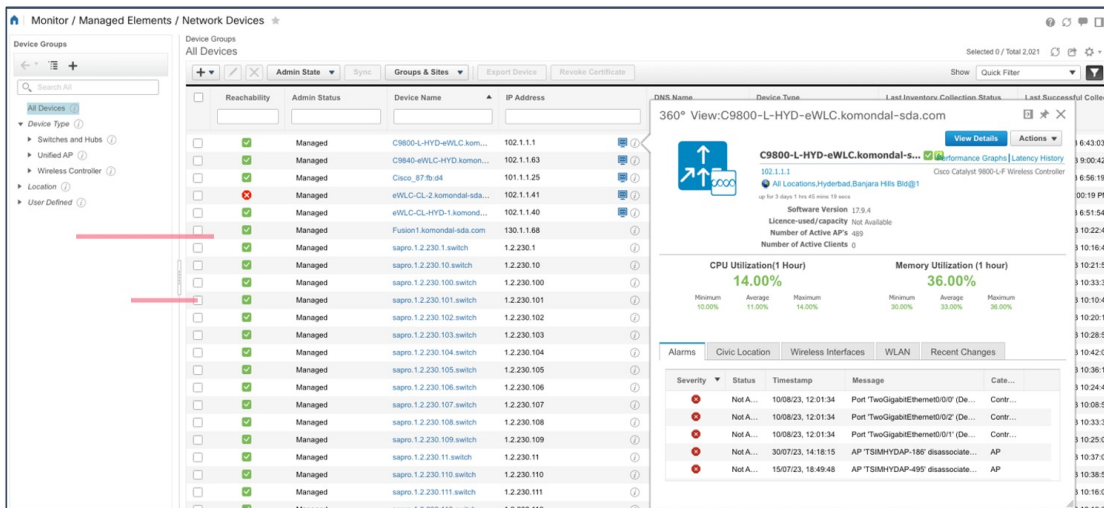 Monitor / Managed Elements / Network Devices
Device Groups
Search All
All Devices
Device Type
Switches and Hubs
Unified AP
Wireless Controller
Location
User Defined
Device Groups
All Devices
Selected 0 / Total 2,021
Admin State
Sync
Groups & Sites
Export Device
Revoke Certificate
Show Quick Filter
Reachability Admin Status Device Name IP Address DNS Name Device Type Last Inventory Collection Status Last Successful Collec
Managed C9800-L-HYD-eWLC.kom... 102.1.1.1
Managed C9840-eWLC-HYD.komon... 102.1.1.63
Managed Cisco_87:fb:d4 101.1.1.25
Managed eWLC-CL-2.komondal-sda... 102.1.1.41
Managed eWLC-CL-HYD-1.komond... 102.1.1.40
Managed Fusion1.komondal-sda.com 130.1.1.68
Managed sapro.1.2.230.1.switch 1.2.230.1
Managed sapro.1.2.230.10.switch 1.2.230.10
Managed sapro.1.2.230.100.switch 1.2.230.100
Managed sapro.1.2.230.101.switch 1.2.230.101
Managed sapro.1.2.230.102.switch 1.2.230.102
Managed sapro.1.2.230.103.switch 1.2.230.103
Managed sapro.1.2.230.104.switch 1.2.230.104
Managed sapro.1.2.230.105.switch 1.2.230.105
Managed sapro.1.2.230.106.switch 1.2.230.106
Managed sapro.1.2.230.107.switch 1.2.230.107
Managed sapro.1.2.230.108.switch 1.2.230.108
Managed sapro.1.2.230.109.switch 1.2.230.109
Managed sapro.1.2.230.11.switch 1.2.230.11
Managed sapro.1.2.230.110.switch 1.2.230.110
Managed sapro.1.2.230.111.switch 1.2.230.111
360° View:C9800-L-HYD-eWLC.komondal-sda.com
View Details
Actions
C9800-L-HYD-eWLC.komondal-s...
Performance Graphs | Latency History
102.1.1.1
Cisco Catalyst 9800-L-F Wireless Controller
All Locations,Hyderbad,Banjara Hills Bld@1
up for 3 days 1 hrs 45 mins 19 secs
Software Version 17.9.4
Licence-used/capacity Not Available
Number of Active AP's 489
Number of Active Clients 0
CPU Utilization(1 Hour) Memory Utilization (1 hour)
14.00% 36.00%
Minimum Average Maximum Minimum Average Maximum
10.00% 11.00% 14.00% 30.00% 33.00% 36.00%
Alarms Civic Location Wireless Interfaces WLAN Recent Changes
Severity Status Timestamp Message Cate...
Not A... 10/08/23, 12:01:34 Port 'TwoGigabitEthernet0/0/0' (De... Contr...
Not A... 10/08/23, 12:01:34 Port 'TwoGigabitEthernet0/0/2' (De... Contr...
Not A... 10/08/23, 12:01:34 Port 'TwoGigabitEthernet0/0/1' (De... Contr...
Not A... 30/07/23, 14:18:15 AP 'TSIMHYDAP-186' disassociate... AP
Not A... 15/07/23, 18:49:48 AP 'TSIMHYDAP-495' disassociate... AP